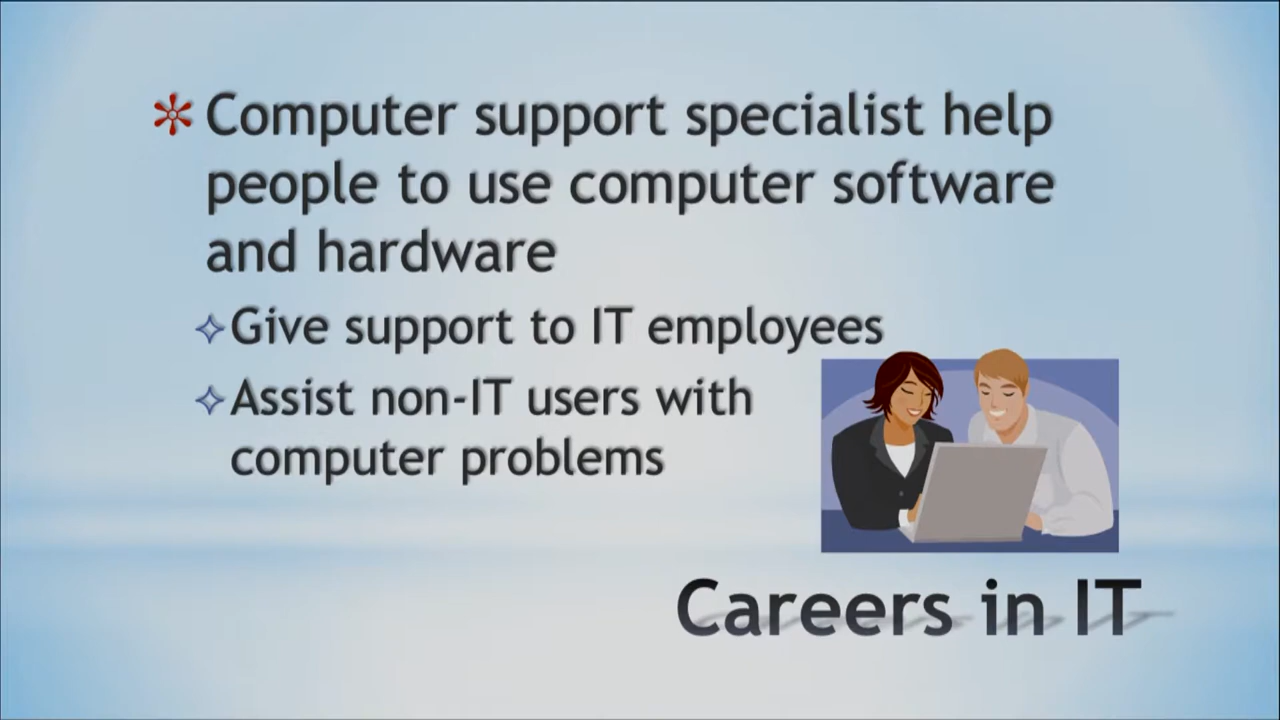 Computer support specialist help
people to use computer software
and hardware
Give support to IT employees
Assist non-IT users with
computer problems
Careers in IT